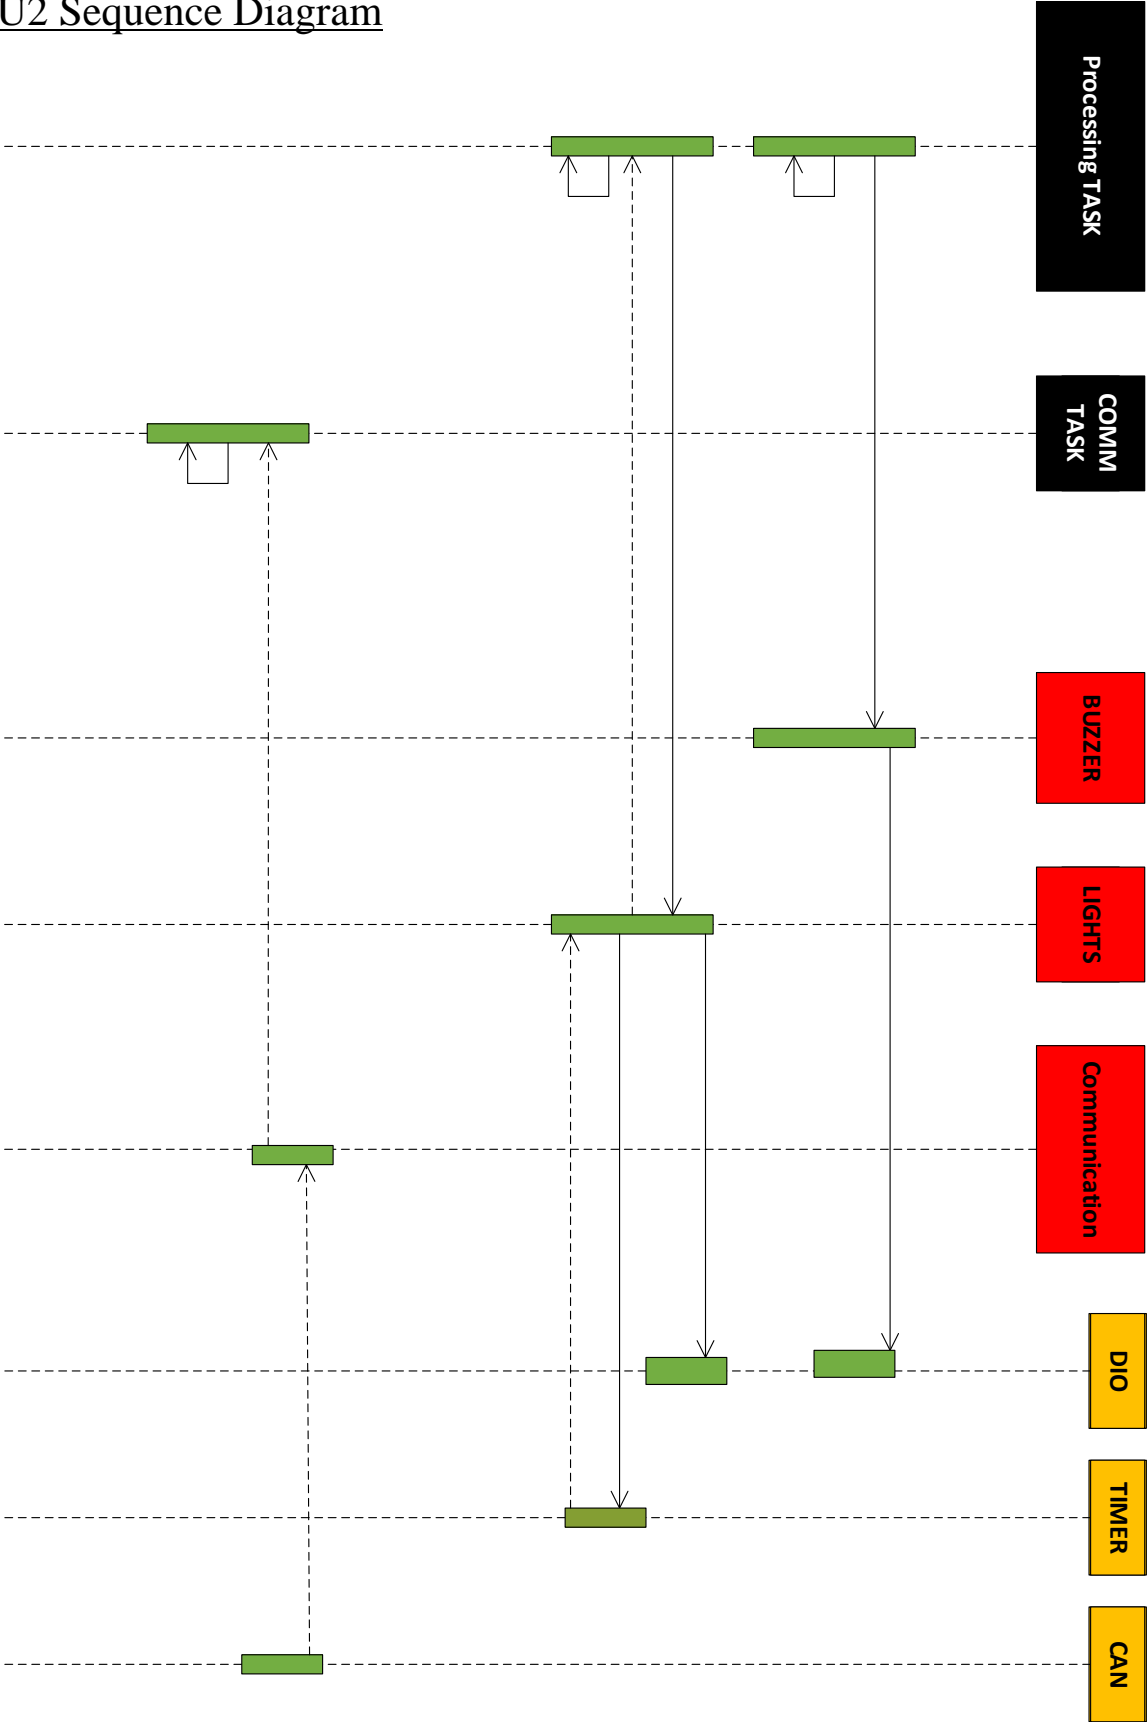 U2 Sequence Diagram
Processing TASK
COMM
TASK
BUZZER
LIGHTS
Communication
DIO
TIMER
CAN